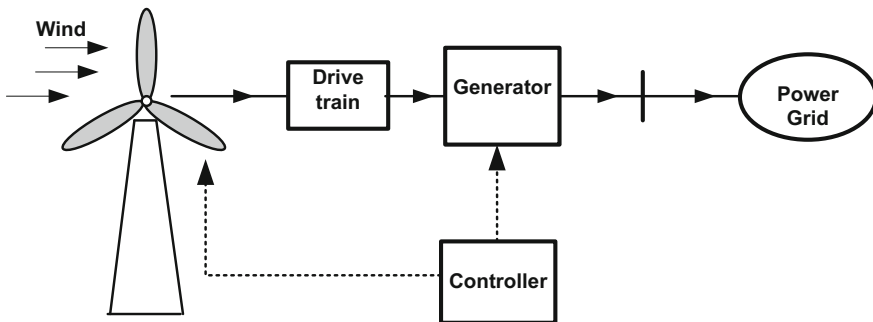 Wind
Drive
train
Generator
Power
Grid
Controller